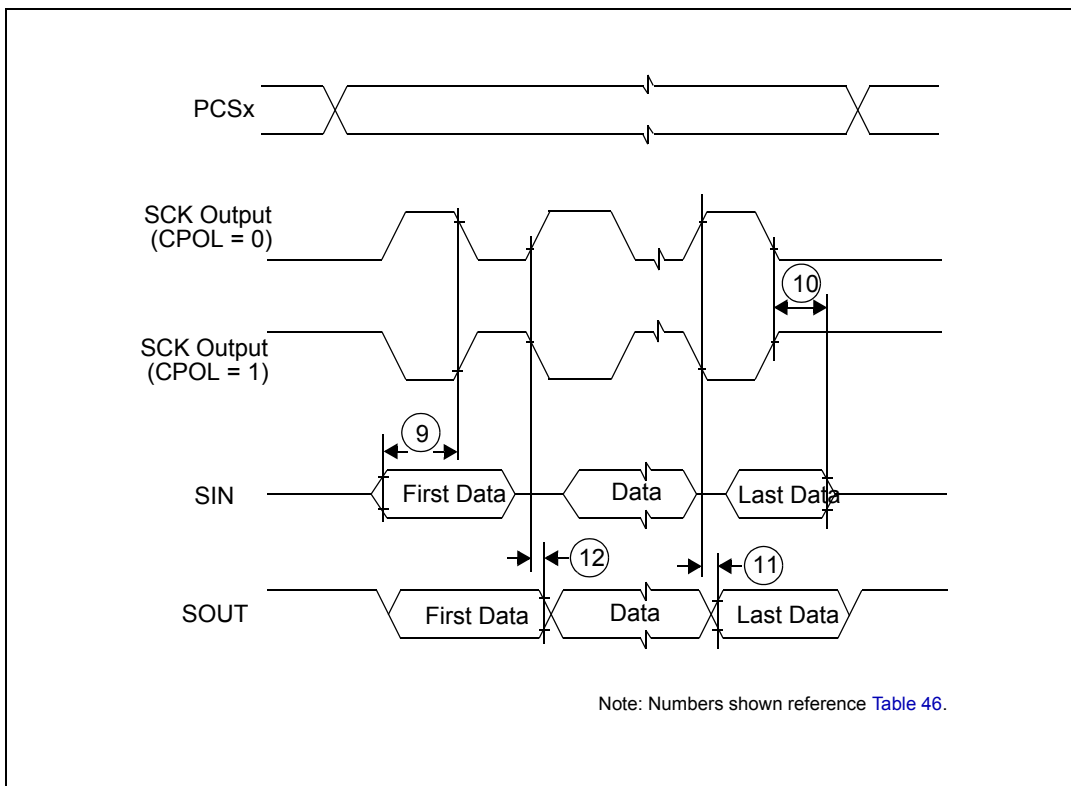 PCSx
SCK Output
(CPOL = 0)
10
SCK Output
(CPOL = 1)
9
SIN
First Data
Data
Last Data
12
11
SOUT
First Data
Data
Last Data
Note: Numbers shown reference Table 46.